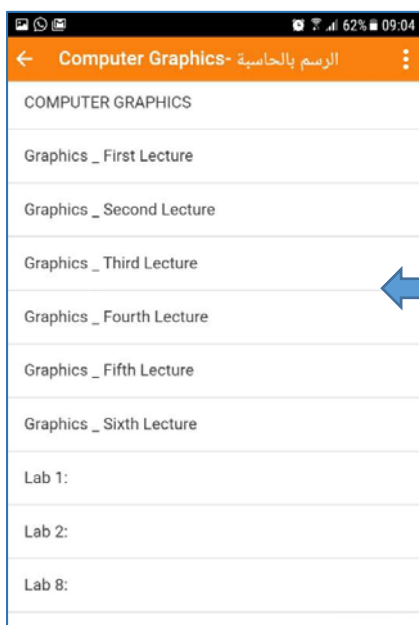 62% 09:04
Computer Graphics- الرسم بالحاسبة
COMPUTER GRAPHICS
Graphics _ First Lecture
Graphics _ Second Lecture
Graphics _ Third Lecture
Graphics _ Fourth Lecture
Graphics _ Fifth Lecture
Graphics _ Sixth Lecture
Lab 1:
Lab 2:
Lab 8: